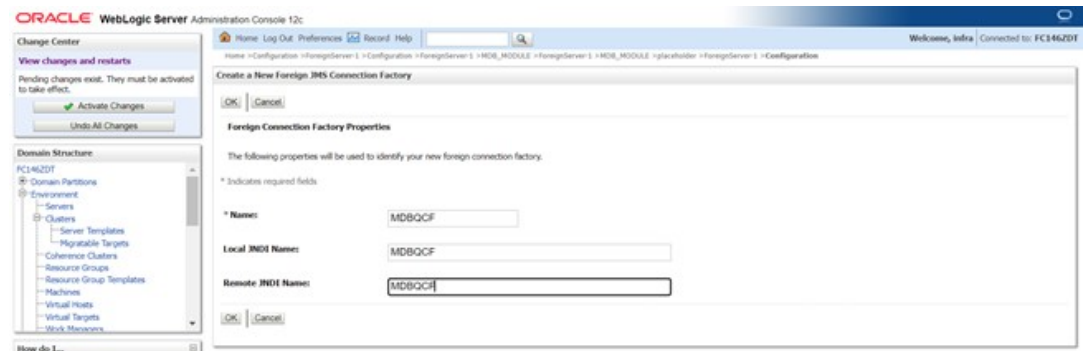 ORACLE WebLogic Server Administration Console 12c
Change Center
View changes and restarts
Pending changes exist. They must be activated
to take effect.
Activate Changes
Undo All Changes
Domain Structure
FC146ZDT
Domain Partitions
Environment
Servers
Clusters
Server Templates
Migratable Targets
Coherence Clusters
Resource Groups
Resource Group Templates
Machines
Virtual Hosts
Virtual Targets
Work Managers
How do I...
Home Log Out Preferences Record Help
Welcome, infra Connected to: FC146ZDT
Home >Configuration >ForeignServer-1 >Configuration >ForeignServer-1 >MDB_MODULE >ForeignServer-1 >MDB_MODULE >placeholder >ForeignServer-1 >Configuration
Create a New Foreign JMS Connection Factory
OK Cancel
Foreign Connection Factory Properties
The following properties will be used to identify your new foreign connection factory.
* Indicates required fields
* Name: MDBQCF
Local JNDI Name: MDBQCF
Remote JNDI Name: MDBQCF
OK Cancel